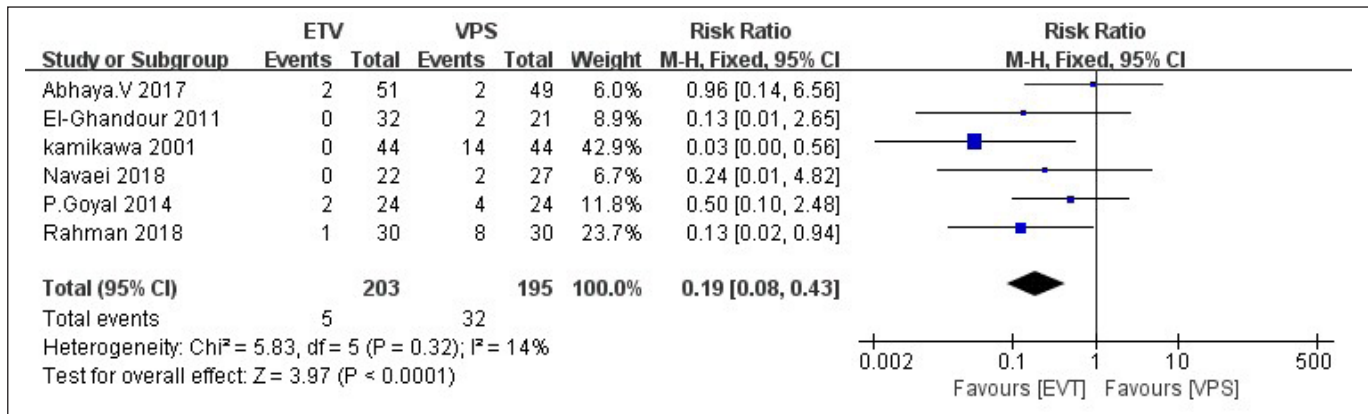 ETV VPS Risk Ratio Risk Ratio
Study or Subgroup Events Total Events Total Weight M-H, Fixed, 95% CI M-H, Fixed, 95% CI
Abhaya.V 2017 2 51 2 49 6.0% 0.96 [0.14, 6.56]
El-Ghandour 2011 0 32 2 21 8.9% 0.13 [0.01, 2.65]
kamikawa 2001 0 44 14 44 42.9% 0.03 [0.00, 0.56]
Navaei 2018 0 22 2 27 6.7% 0.24 [0.01, 4.82]
P.Goyal 2014 2 24 4 24 11.8% 0.50 [0.10, 2.48]
Rahman 2018 1 30 8 30 23.7% 0.13 [0.02, 0.94]
Total (95% CI) 203 195 100.0% 0.19 [0.08, 0.43]
Total events 5 32
Heterogeneity: Chi² = 5.83, df = 5 (P = 0.32); I² = 14%
Test for overall effect: Z = 3.97 (P < 0.0001)
0.002 0.1 1 10 500
Favours [EVT] Favours [VPS]